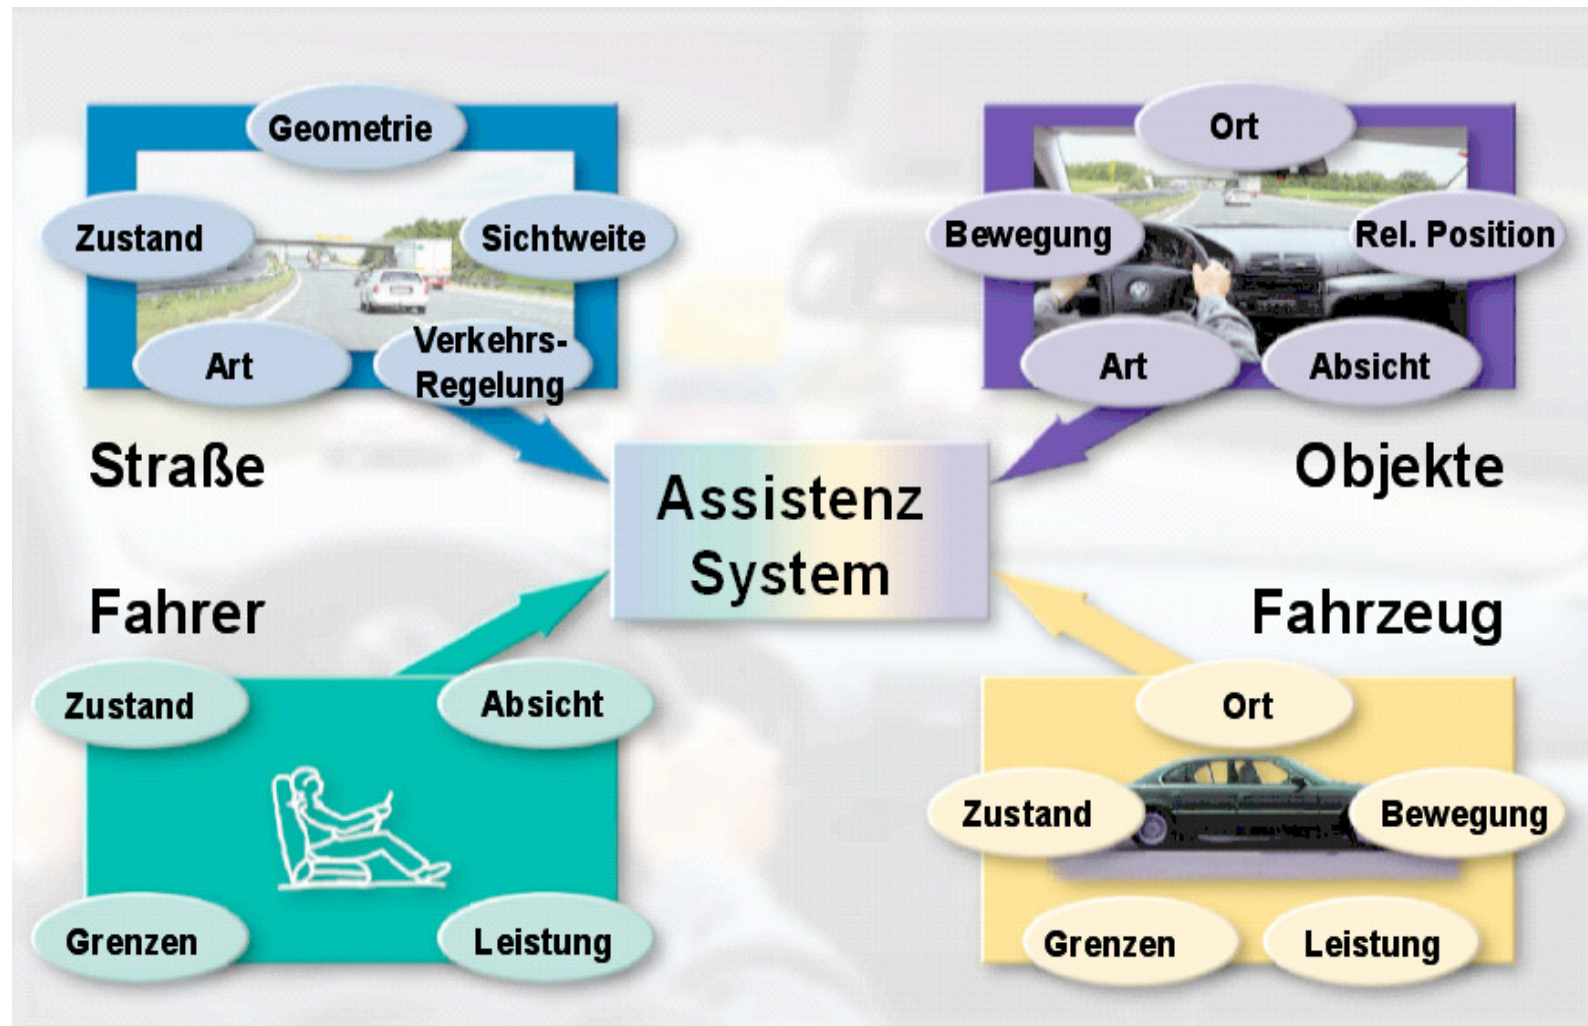 Geometrie
Zustand
Sichtweite
Art
Verkehrs-
Regelung
Straße
Ort
Bewegung
Rel. Position
Art
Absicht
Objekte
Assistenz
System
Fahrer
Zustand
Absicht
Grenzen
Leistung
Fahrzeug
Ort
Zustand
Bewegung
Grenzen
Leistung